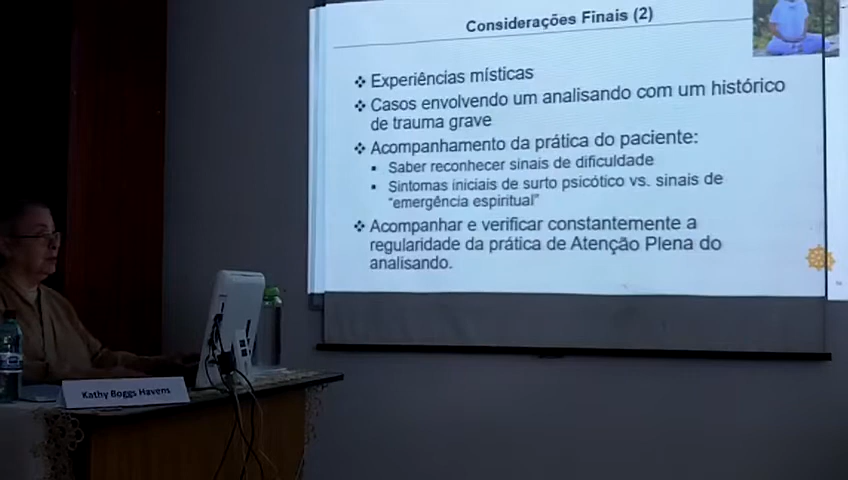 Considerações Finais (2)
Experiências místicas
Casos envolvendo um analisando com um histórico
de trauma grave
Acompanhamento da prática do paciente:
Saber reconhecer sinais de dificuldade
Sintomas iniciais de surto psicótico vs. sinais de
"emergência espiritual"
Acompanhar e verificar constantemente a
regularidade da prática de Atenção Plena do
analisando.
Kathy Boggs Havens